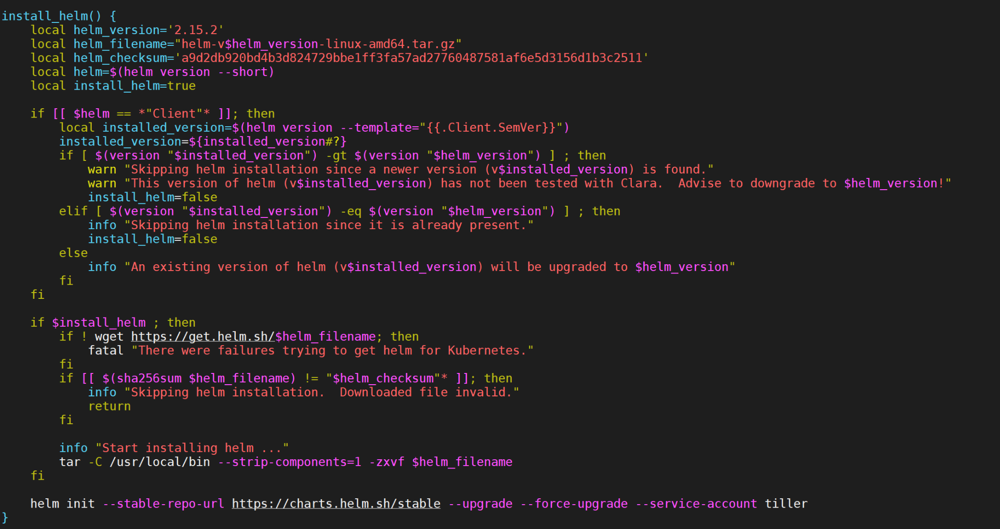 install_helm() {
    local helm_version='2.15.2'
    local helm_filename="helm-v$helm_version-linux-amd64.tar.gz"
    local helm_checksum='a9d2db920bd4b3d824729bbe1ff3fa57ad27760487581af6e5d3156d1b3c2511'
    local helm=$(helm version --short)
    local install_helm=true

    if [[ $helm == *"Client"* ]]; then
        local installed_version=$(helm version --template="{{.Client.SemVer}}")
        installed_version=${installed_version#?}
        if [ $(version "$installed_version") -gt $(version "$helm_version") ] ; then
            warn "Skipping helm installation since a newer version (v$installed_version) is found."
            warn "This version of helm (v$installed_version) has not been tested with Clara.  Advise to downgrade to $helm_version!"
            install_helm=false
        elif [ $(version "$installed_version") -eq $(version "$helm_version") ] ; then
            info "Skipping helm installation since it is already present."
            install_helm=false
        else
            info "An existing version of helm (v$installed_version) will be upgraded to $helm_version"
        fi
    fi

    if $install_helm ; then
        if ! wget https://get.helm.sh/$helm_filename; then
            fatal "There were failures trying to get helm for Kubernetes."
        fi
        if [[ $(sha256sum $helm_filename) != "$helm_checksum"* ]]; then
            info "Skipping helm installation.  Downloaded file invalid."
            return
        fi

        info "Start installing helm ..."
        tar -C /usr/local/bin --strip-components=1 -zxvf $helm_filename
    fi

    helm init --stable-repo-url https://charts.helm.sh/stable --upgrade --force-upgrade --service-account tiller
}